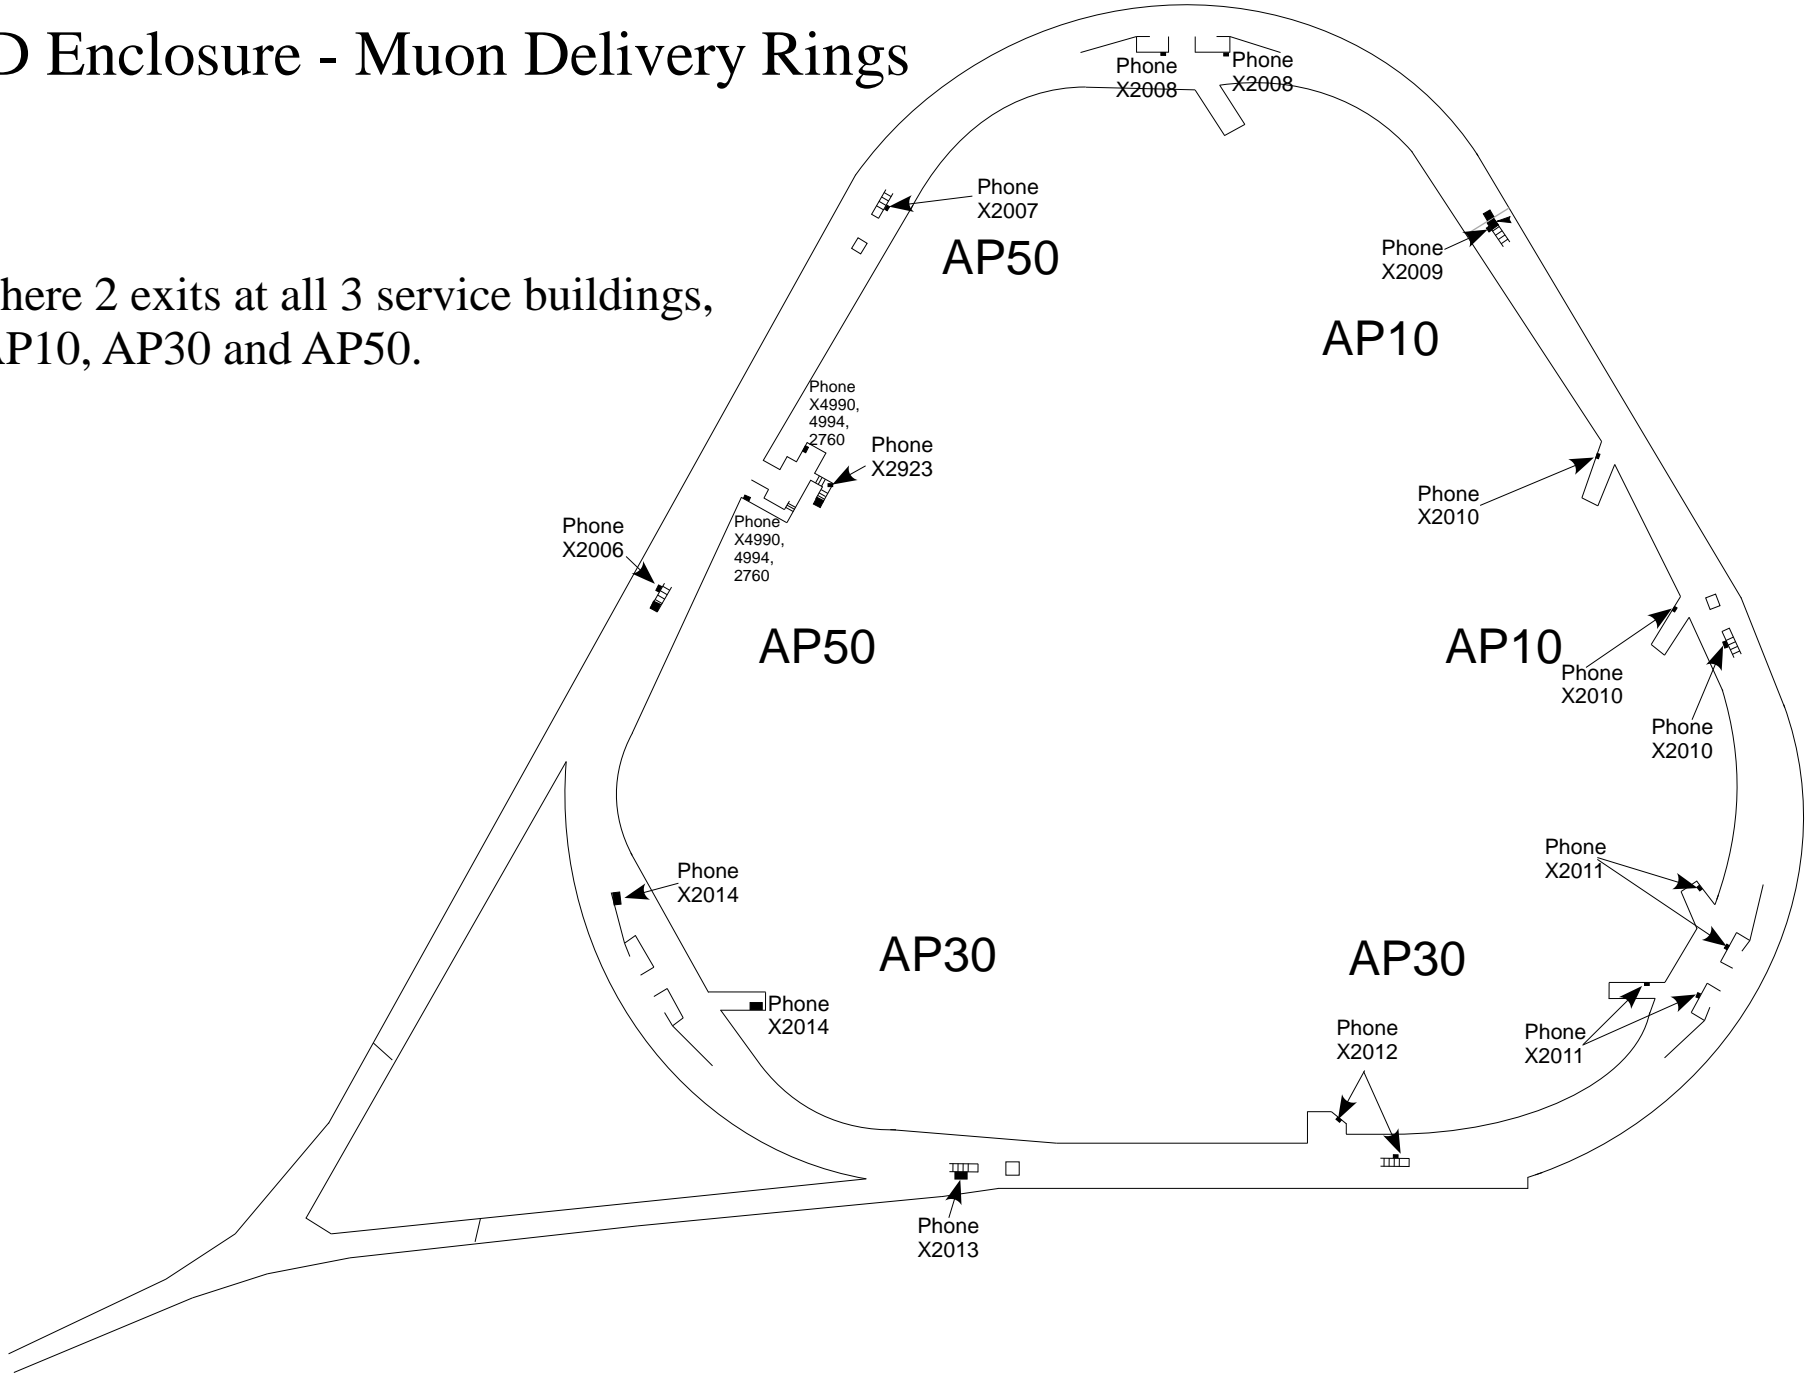 D Enclosure - Muon Delivery Rings
Phone
X2008
Phone
X2008
Phone
X2007
AP50
Phone
X2009
here 2 exits at all 3 service buildings,
AP10, AP30 and AP50.
AP10
Phone
X4990,
4994,
2760
Phone
X2923
Phone
X2010
Phone
X2006
Phone
X4990,
4994,
2760
AP50
AP10
Phone
X2010
Phone
X2010
Phone
X2011
Phone
X2014
AP30
AP30
Phone
X2014
Phone
X2012
Phone
X2011
Phone
X2013